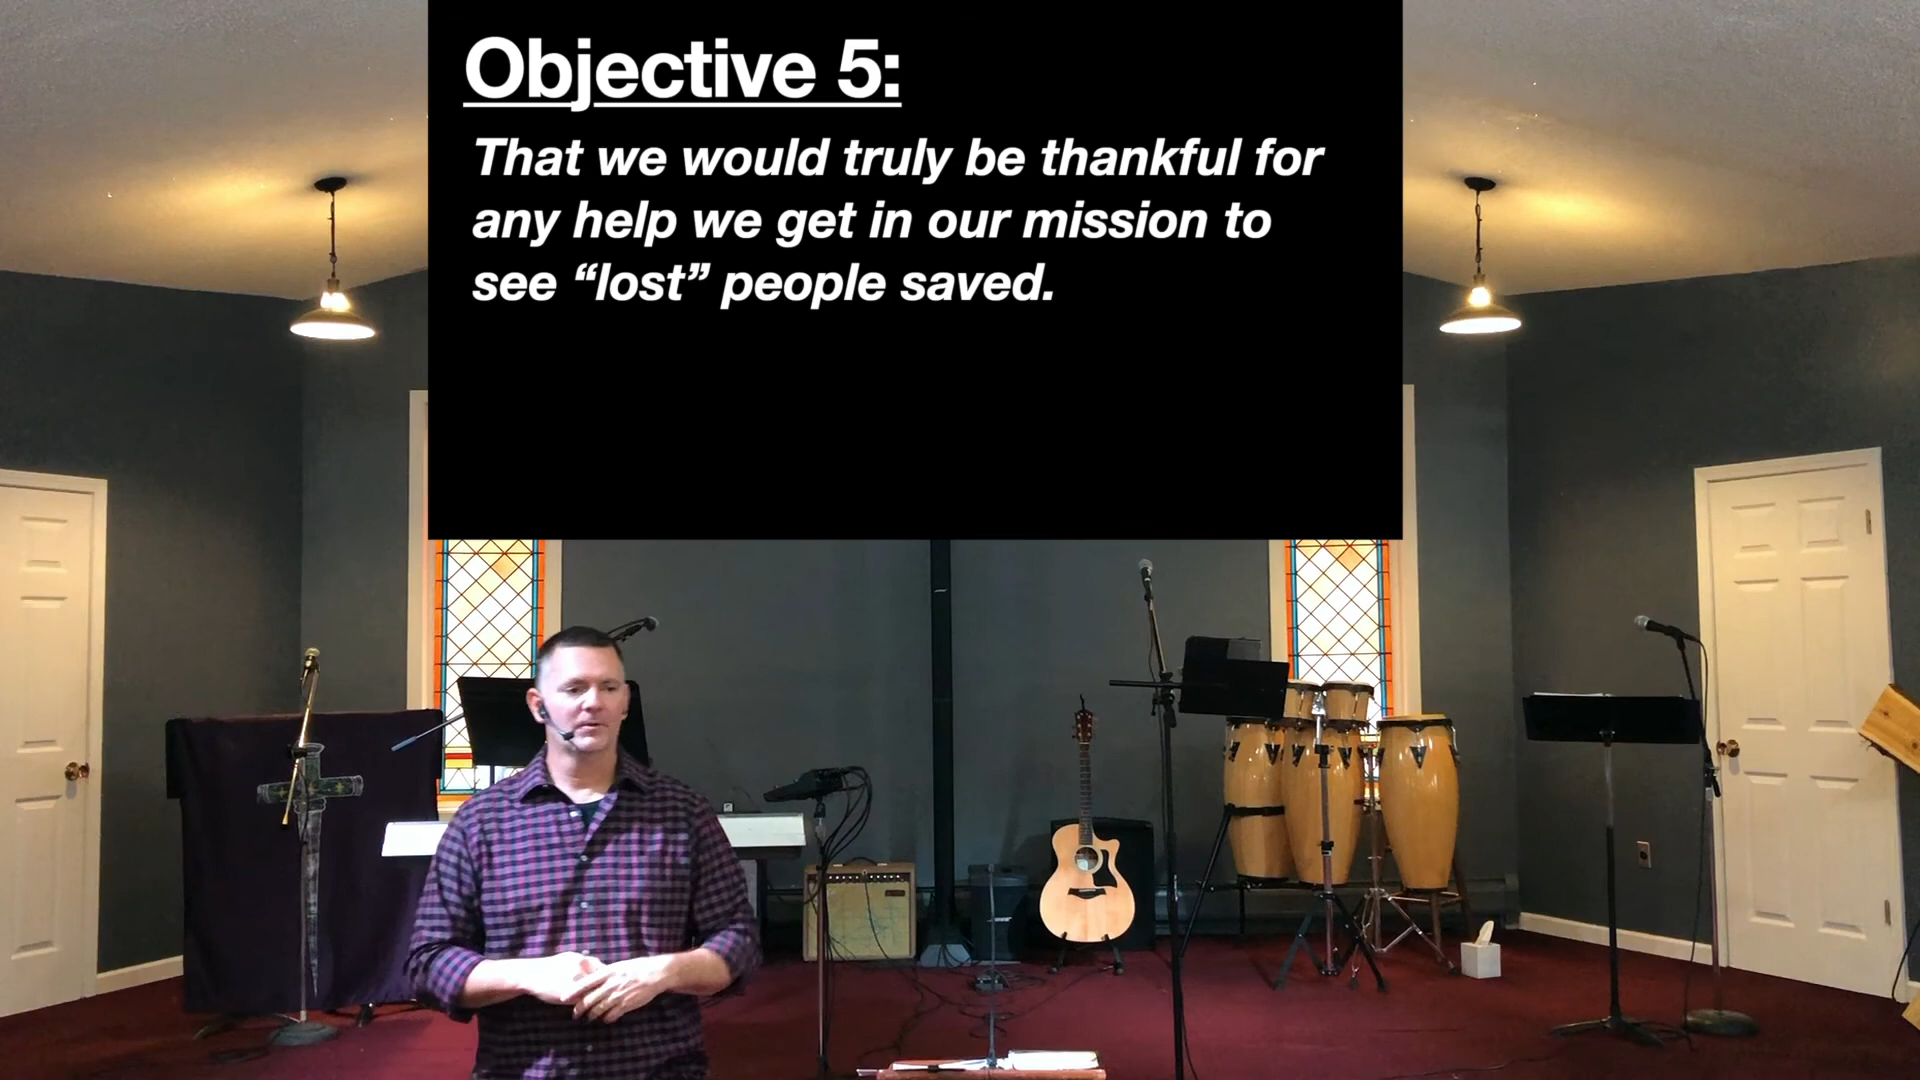 Objective 5:
That we would truly be thankful for
any help we get in our mission to
see “lost” people saved.